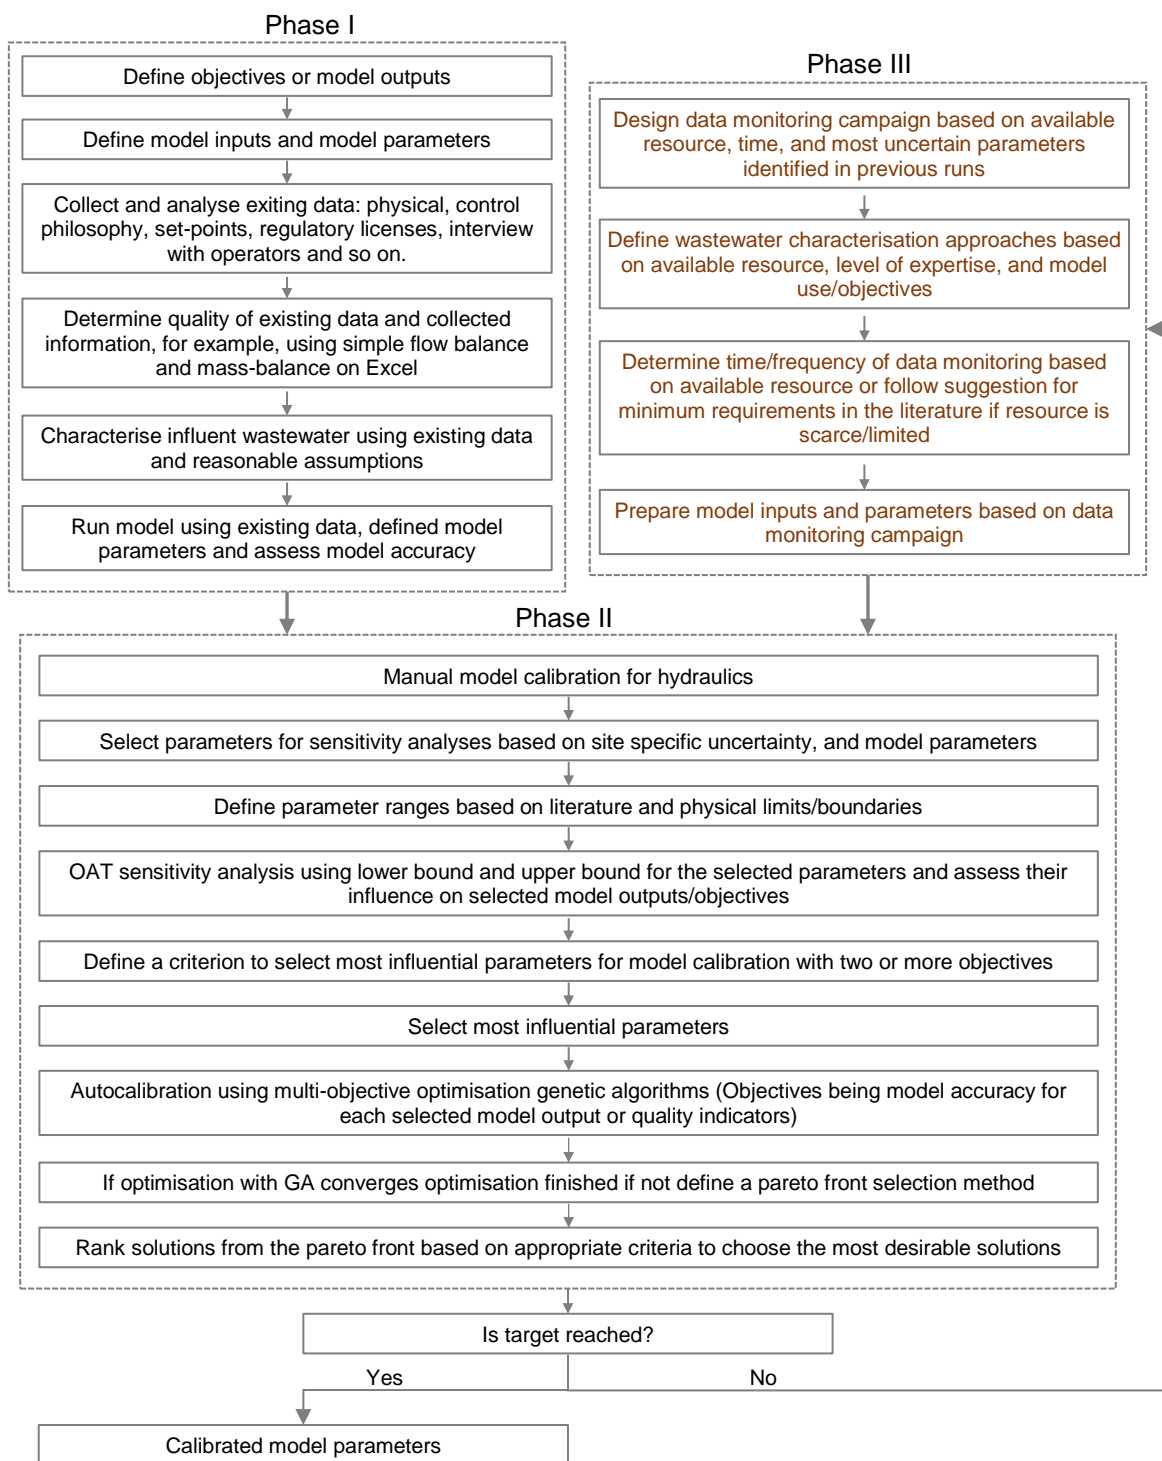 Phase I
Define objectives or model outputs
Define model inputs and model parameters
Collect and analyse exiting data: physical, control
philosophy, set-points, regulatory licenses, interview
with operators and so on.
Determine quality of existing data and collected
information, for example, using simple flow balance
and mass-balance on Excel
Characterise influent wastewater using existing data
and reasonable assumptions
Run model using existing data, defined model
parameters and assess model accuracy
Phase III
Design data monitoring campaign based on available
resource, time, and most uncertain parameters
identified in previous runs
Define wastewater characterisation approaches based
on available resource, level of expertise, and model
use/objectives
Determine time/frequency of data monitoring based
on available resource or follow suggestion for
minimum requirements in the literature if resource is
scarce/limited
Prepare model inputs and parameters based on data
monitoring campaign
Phase II
Manual model calibration for hydraulics
Select parameters for sensitivity analyses based on site specific uncertainty, and model parameters
Define parameter ranges based on literature and physical limits/boundaries
OAT sensitivity analysis using lower bound and upper bound for the selected parameters and assess their
influence on selected model outputs/objectives
Define a criterion to select most influential parameters for model calibration with two or more objectives
Select most influential parameters
Autocalibration using multi-objective optimisation genetic algorithms (Objectives being model accuracy for
each selected model output or quality indicators)
If optimisation with GA converges optimisation finished if not define a pareto front selection method
Rank solutions from the pareto front based on appropriate criteria to choose the most desirable solutions
Is target reached?
Yes
No
Calibrated model parameters